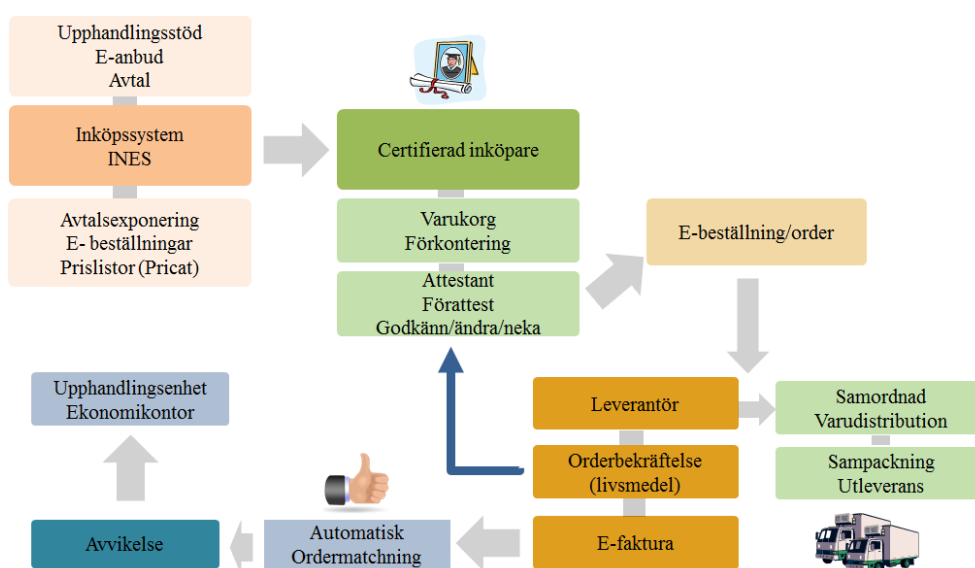 Upphandlingsstöd
E-anbud
Avtal
Inköpssystem
INES
Avtalsexponering
E- beställningar
Prislistor (Pricat)
Certifierad inköpare
Varukorg
Förkontering
Attestant
Förattest
Godkänn/ändra/neka
E-beställning/order
Leverantör
Orderbekräftelse
(livsmedel)
E-faktura
Samordnad
Varudistribution
Sampackning
Utleverans
Automatisk
Ordermatchning
Avvikelse
Upphandlingsenhet
Ekonomikontor